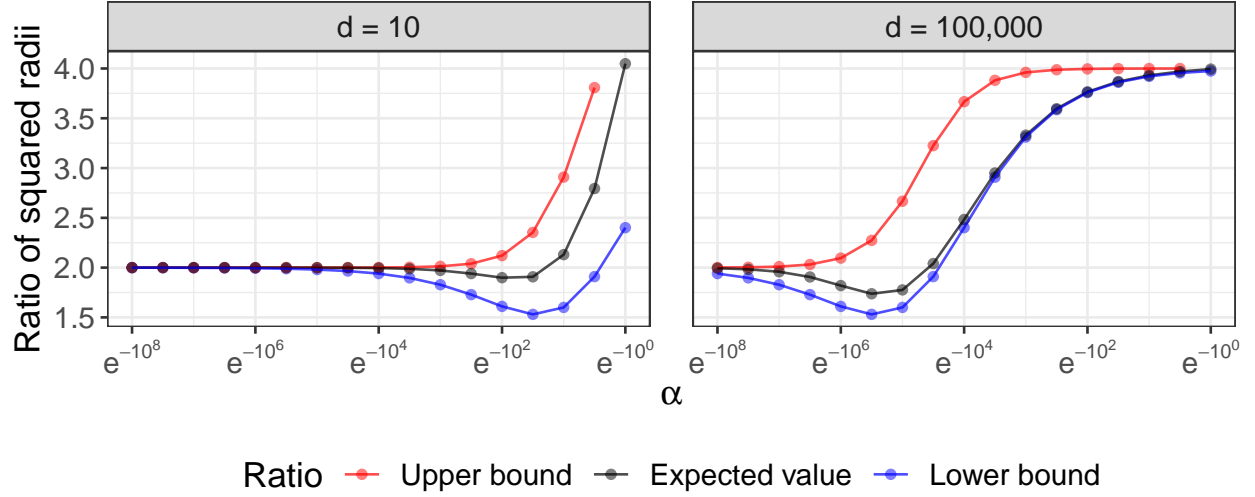 d = 10
d = 100,000
Ratio of squared radii
4.0
3.5
3.0
2.5
2.0
1.5
e^−10^8 e^−10^6 e^−10^4 e^−10^2 e^−10^0
e^−10^8 e^−10^6 e^−10^4 e^−10^2 e^−10^0
α
Ratio Upper bound Expected value Lower bound